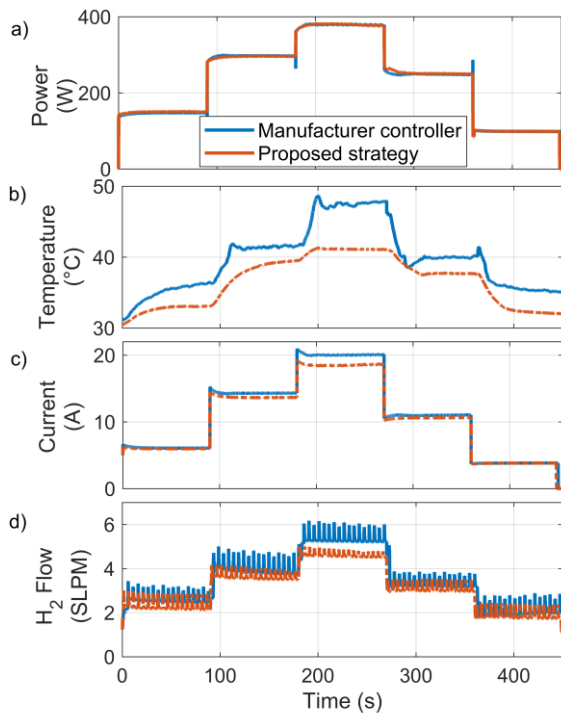 a)
400
200
0
Power
(W)
Manufacturer controller
Proposed strategy
b)
50
40
30
Temperature
(°C)
c)
20
10
0
Current
(A)
d)
6
4
2
0
H2 Flow
(SLPM)
0 100 200 300 400
Time (s)